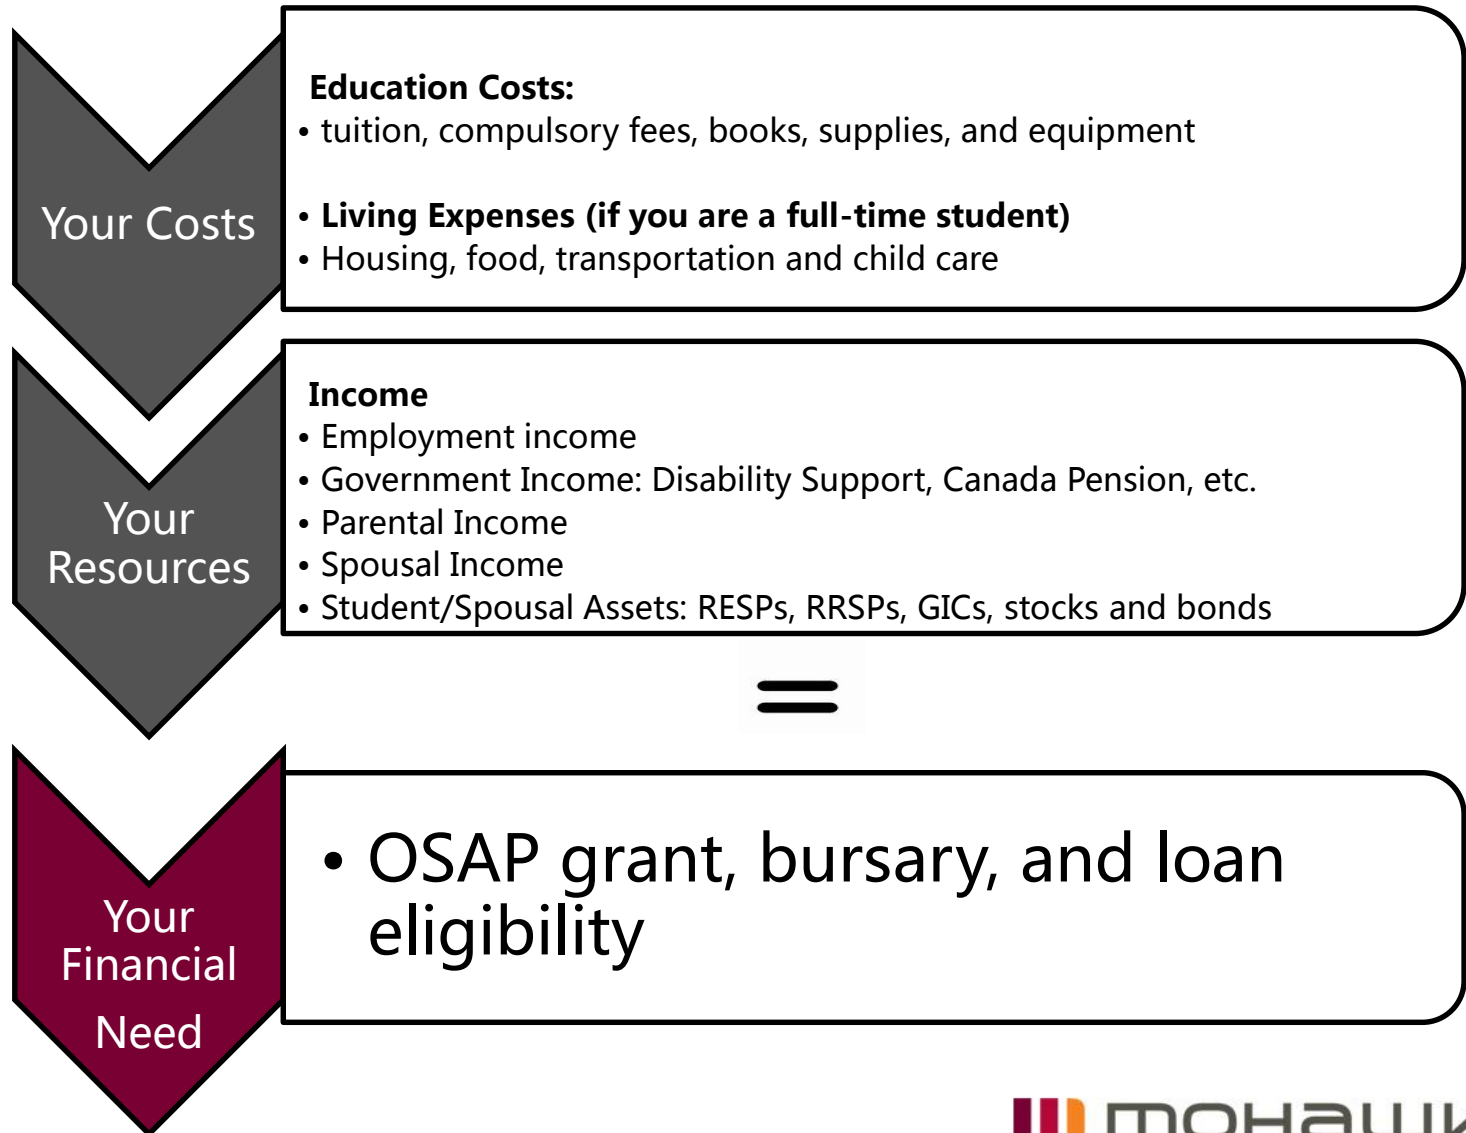 Your Costs
Education Costs:
• tuition, compulsory fees, books, supplies, and equipment
• Living Expenses (if you are a full-time student)
• Housing, food, transportation and child care
Your
Resources
Income
• Employment income
• Government Income: Disability Support, Canada Pension, etc.
• Parental Income
• Spousal Income
• Student/Spousal Assets: RESPs, RRSPs, GICs, stocks and bonds
=
Your
Financial
Need
• OSAP grant, bursary, and loan
eligibility
mohawk